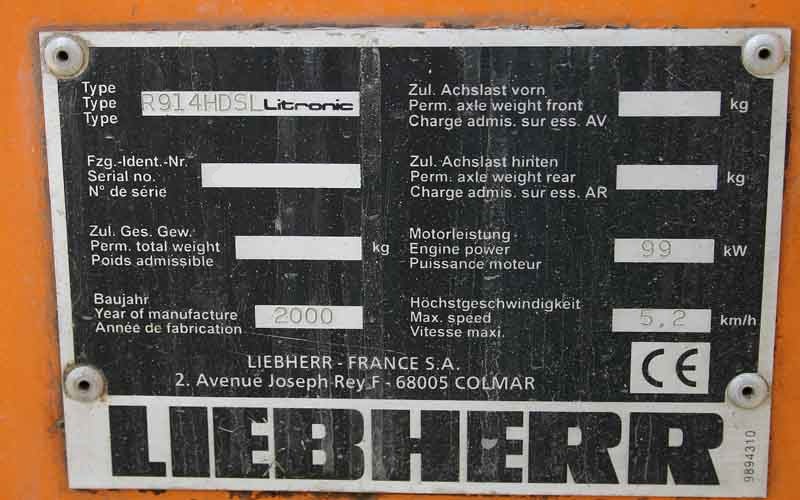 Type
Type R914HDSL Litronic
Type
Fzg.-Ident.-Nr.
Serial no.
N° de série
Zul. Ges. Gew.
Perm. total weight kg
Poids admissible
Baujahr
Year of manufacture 2000
Année de fabrication
Zul. Achslast vorn
Perm. axle weight front kg
Charge admis. sur ess. AV
Zul. Achslast hinten
Perm. axle weight rear kg
Charge admis. sur ess. AR
Motorleistung
Engine power 99 kW
Puissance moteur
Höchstgeschwindigkeit
Max. speed 5,2 km/h
Vitesse maxi.
LIEBHERR - FRANCE S.A.
2. Avenue Joseph Rey F - 68005 COLMAR
CE
LIEBHERR
9894310